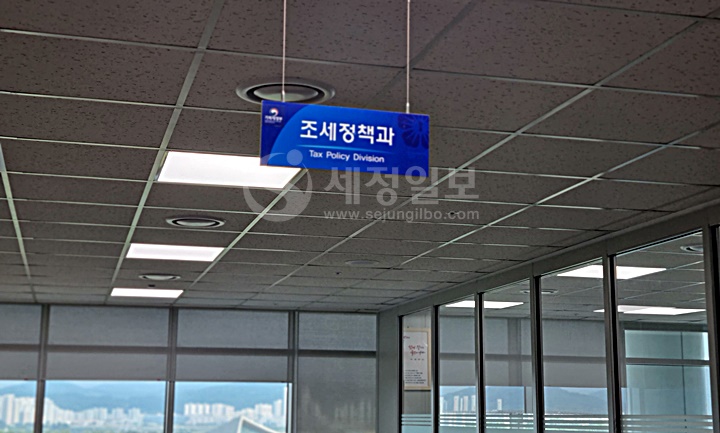 조세정책과
Tax Policy Division
세정일보
www.sejungilbo.com